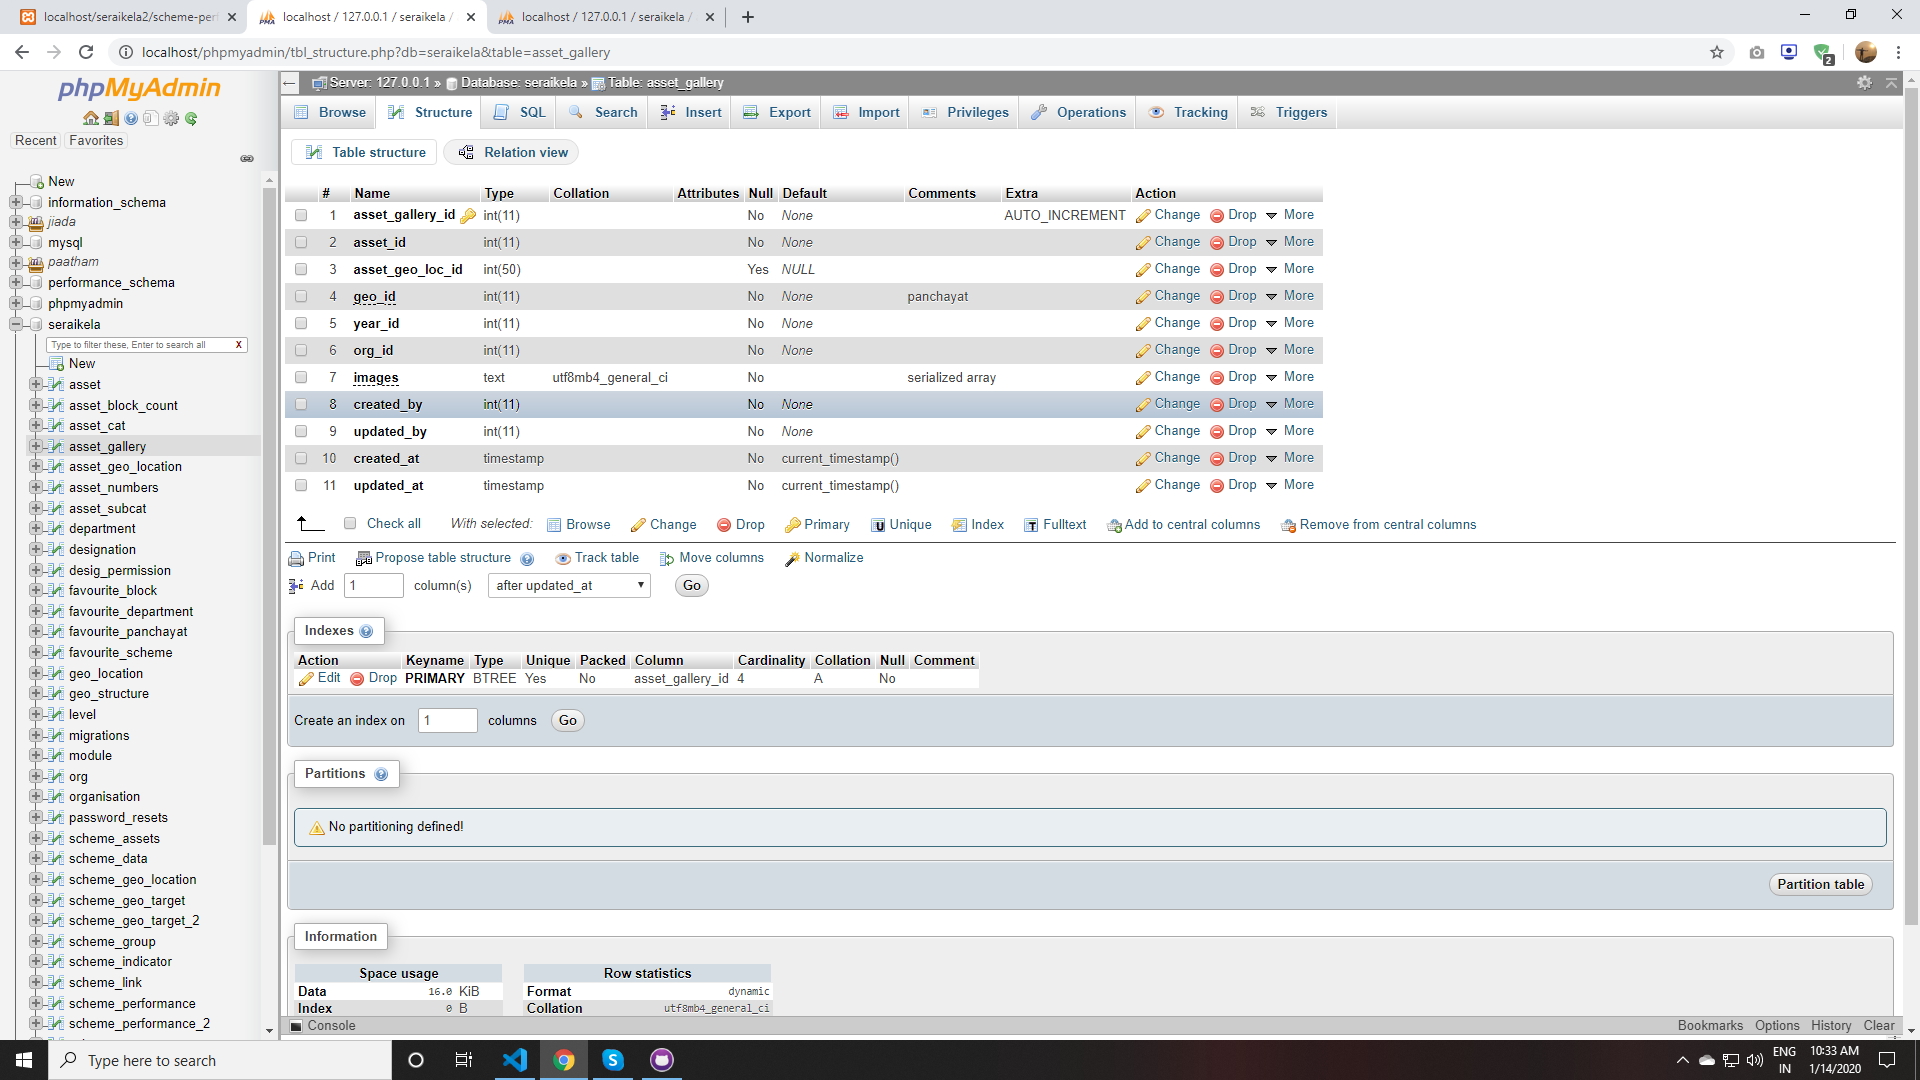 localhost/seraikela2/scheme-per
localhost / 127.0.0.1 / seraikela /
localhost / 127.0.0.1 / seraikela /
localhost/phpmyadmin/tbl_structure.php?db=seraikela&table=asset_gallery
2
phpMyAdmin
Recent Favorites
New
information_schema
jiada
mysql
paatham
performance_schema
phpmyadmin
seraikela
Type to filter these, Enter to search all X
New
asset
asset_block_count
asset_cat
asset_gallery
asset_geo_location
asset_numbers
asset_subcat
department
designation
desig_permission
favourite_block
favourite_department
favourite_panchayat
favourite_scheme
geo_location
geo_structure
level
migrations
module
org
organisation
password_resets
scheme_assets
scheme_data
scheme_geo_location
scheme_geo_target
scheme_geo_target_2
scheme_group
scheme_indicator
scheme_link
scheme_performance
scheme_performance_2
Server: 127.0.0.1 » Database: seraikela » Table: asset_gallery
Browse Structure SQL Search Insert Export Import Privileges Operations Tracking Triggers
Table structure Relation view
# Name Type Collation Attributes Null Default Comments Extra Action
1 asset_gallery_id int(11) No None AUTO_INCREMENT Change Drop More
2 asset_id int(11) No None Change Drop More
3 asset_geo_loc_id int(50) Yes NULL Change Drop More
4 geo_id int(11) No None panchayat Change Drop More
5 year_id int(11) No None Change Drop More
6 org_id int(11) No None Change Drop More
7 images text utf8mb4_general_ci No serialized array Change Drop More
8 created_by int(11) No None Change Drop More
9 updated_by int(11) No None Change Drop More
10 created_at timestamp No current_timestamp() Change Drop More
11 updated_at timestamp No current_timestamp() Change Drop More
Check all With selected: Browse Change Drop Primary Unique Index Fulltext Add to central columns Remove from central columns
Print Propose table structure Track table Move columns Normalize
Add 1 column(s) after updated_at Go
Indexes
Action Keyname Type Unique Packed Column Cardinality Collation Null Comment
Edit Drop PRIMARY BTREE Yes No asset_gallery_id 4 A No
Create an index on 1 columns Go
Partitions
No partitioning defined!
Partition table
Information
Space usage
Data 16.0 KiB
Index 0 B
Row statistics
Format dynamic
Collation utf8mb4_general_ci
Console Bookmarks Options History Clear
Type here to search
ENG
IN
10:33 AM
1/14/2020